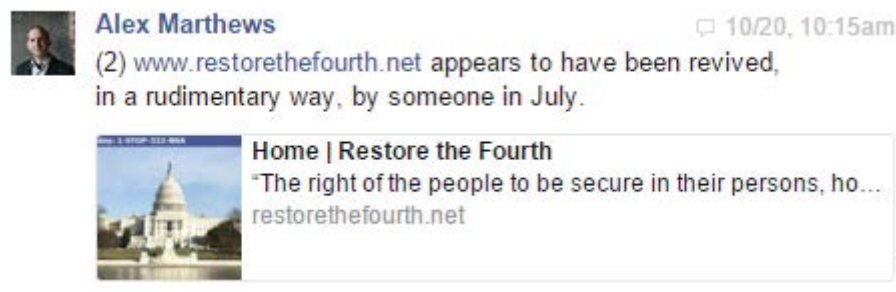 Alex Marthews
10/20, 10:15am
(2) www.restorethefourth.net appears to have been revived,
in a rudimentary way, by someone in July.
Home | Restore the Fourth
“The right of the people to be secure in their persons, ho...
restorethefourth.net